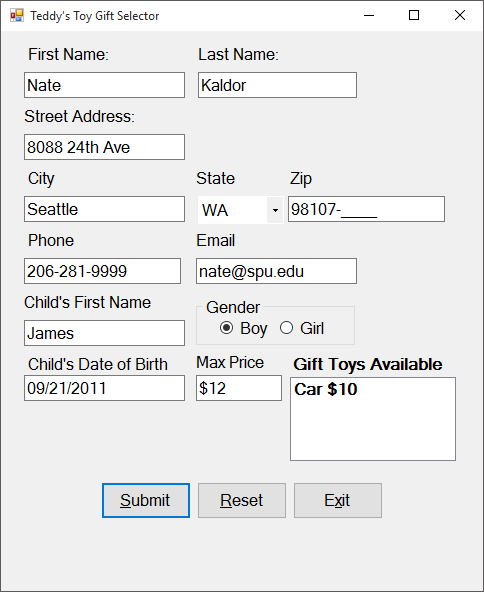 Teddy's Toy Gift Selector
First Name: Last Name:
Nate Kaldor
Street Address:
8088 24th Ave
City State Zip
Seattle WA 98107-____
Phone Email
206-281-9999 nate@spu.edu
Child's First Name Gender
James Boy Girl
Child's Date of Birth Max Price Gift Toys Available
09/21/2011 $12 Car $10
Submit Reset Exit